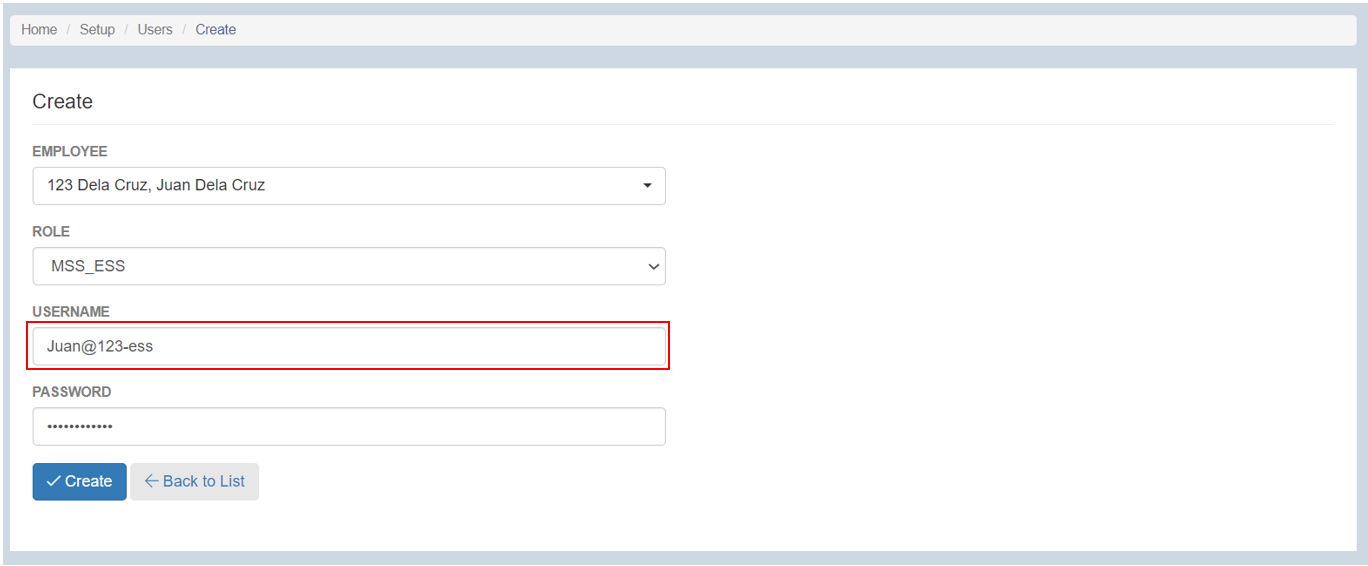 Home / Setup / Users / Create
Create
EMPLOYEE
123 Dela Cruz, Juan Dela Cruz
ROLE
MSS_ESS
USERNAME
Juan@123-ess
PASSWORD
••••••••••••
Create Back to List